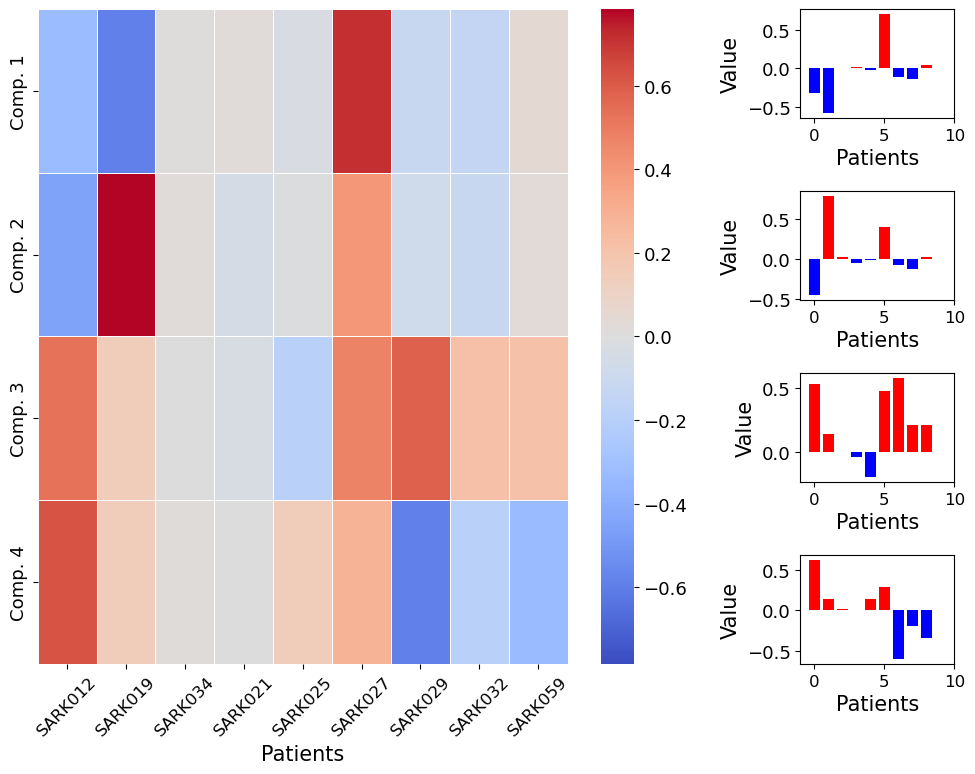 Comp. 1
Comp. 2
Comp. 3
Comp. 4
SARK012
SARK019
SARK034
SARK021
SARK025
SARK027
SARK029
SARK032
SARK059
Patients
0.6
0.4
0.2
0.0
−0.2
−0.4
−0.6
Value
0.5
0.0
−0.5
0
5
10
Patients
Value
0.5
0.0
−0.5
0
5
10
Patients
Value
0.5
0.0
0
5
10
Patients
Value
0.5
0.0
−0.5
0
5
10
Patients